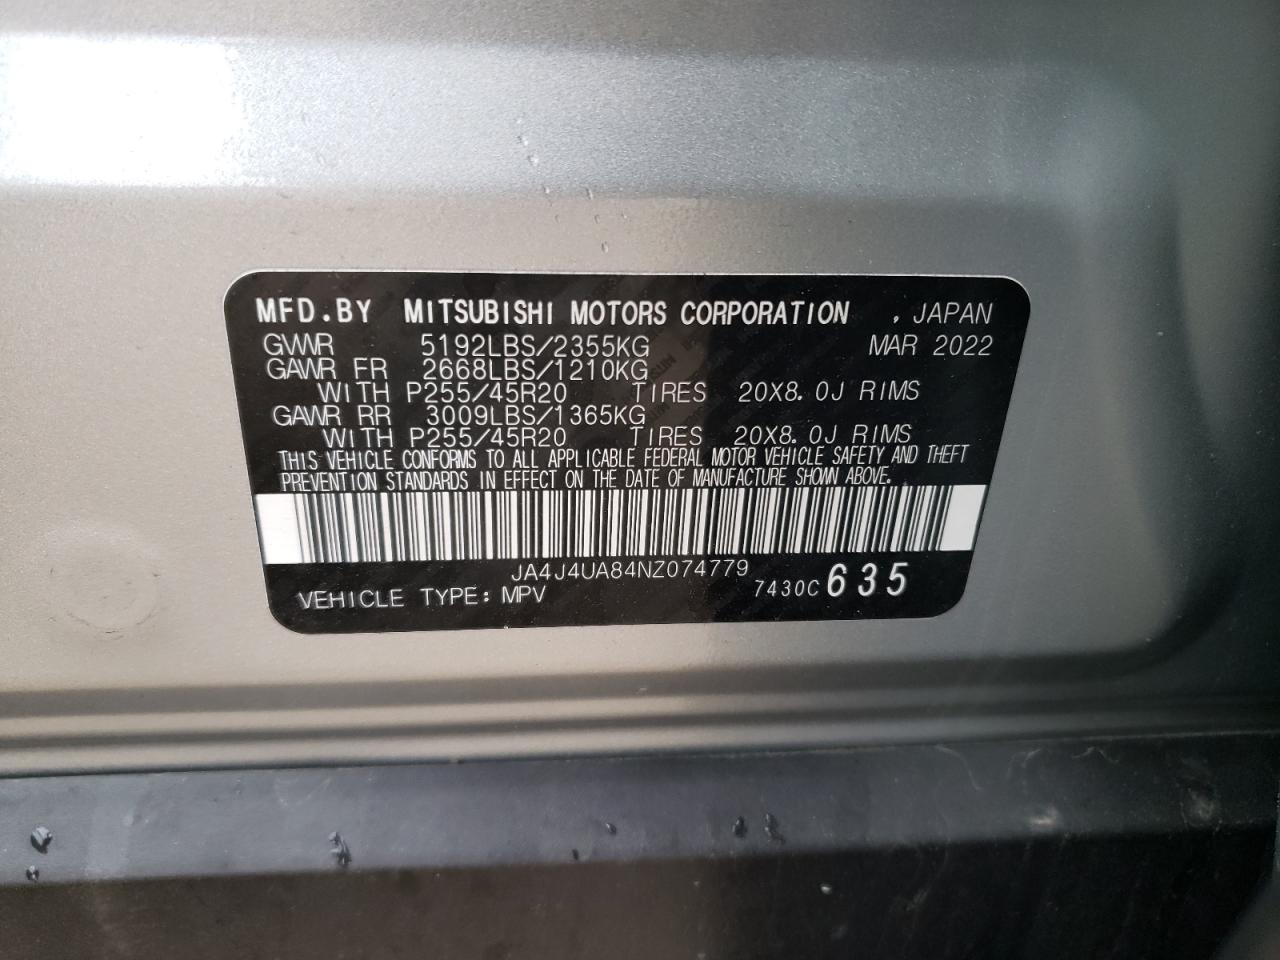 MFD.BY MITSUBISHI MOTORS CORPORATION , JAPAN
GVWR 5192LBS/2355KG MAR 2022
GAWR FR 2668LBS/1210KG
WITH P255/45R20 TIRES 20X8.0J RIMS
GAWR RR 3009LBS/1365KG
WITH P255/45R20 TIRES 20X8.0J RIMS
THIS VEHICLE CONFORMS TO ALL APPLICABLE FEDERAL MOTOR VEHICLE SAFETY AND THEFT
PREVENTION STANDARDS IN EFFECT ON THE DATE OF MANUFACTURE SHOWN ABOVE.
JA4J4UA84NZ074779
VEHICLE TYPE: MPV 7430C 635